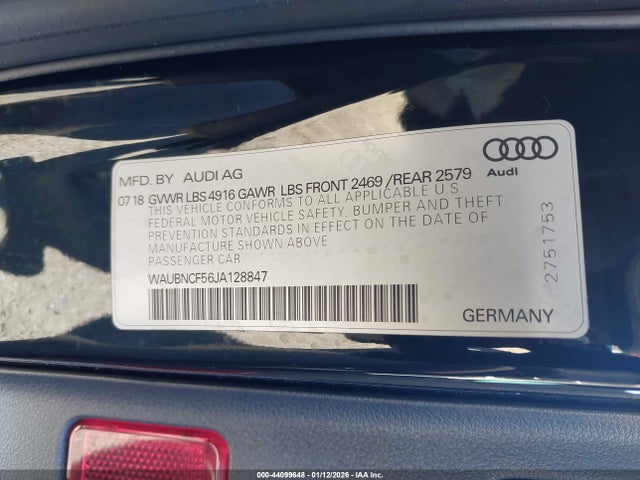 MFD. BY AUDI AG
07 18 GVWR LBS 4916 GAWR LBS FRONT 2469 / REAR 2579
THIS VEHICLE CONFORMS TO ALL APPLICABLE U.S.
FEDERAL MOTOR VEHICLE SAFETY, BUMPER AND THEFT
PREVENTION STANDARDS IN EFFECT ON THE DATE OF
MANUFACTURE SHOWN ABOVE
PASSENGER CAR
WAUBNCF56JA128847
Audi
2751753
GERMANY
000-44099648 - 01/12/2026 - IAAI.com